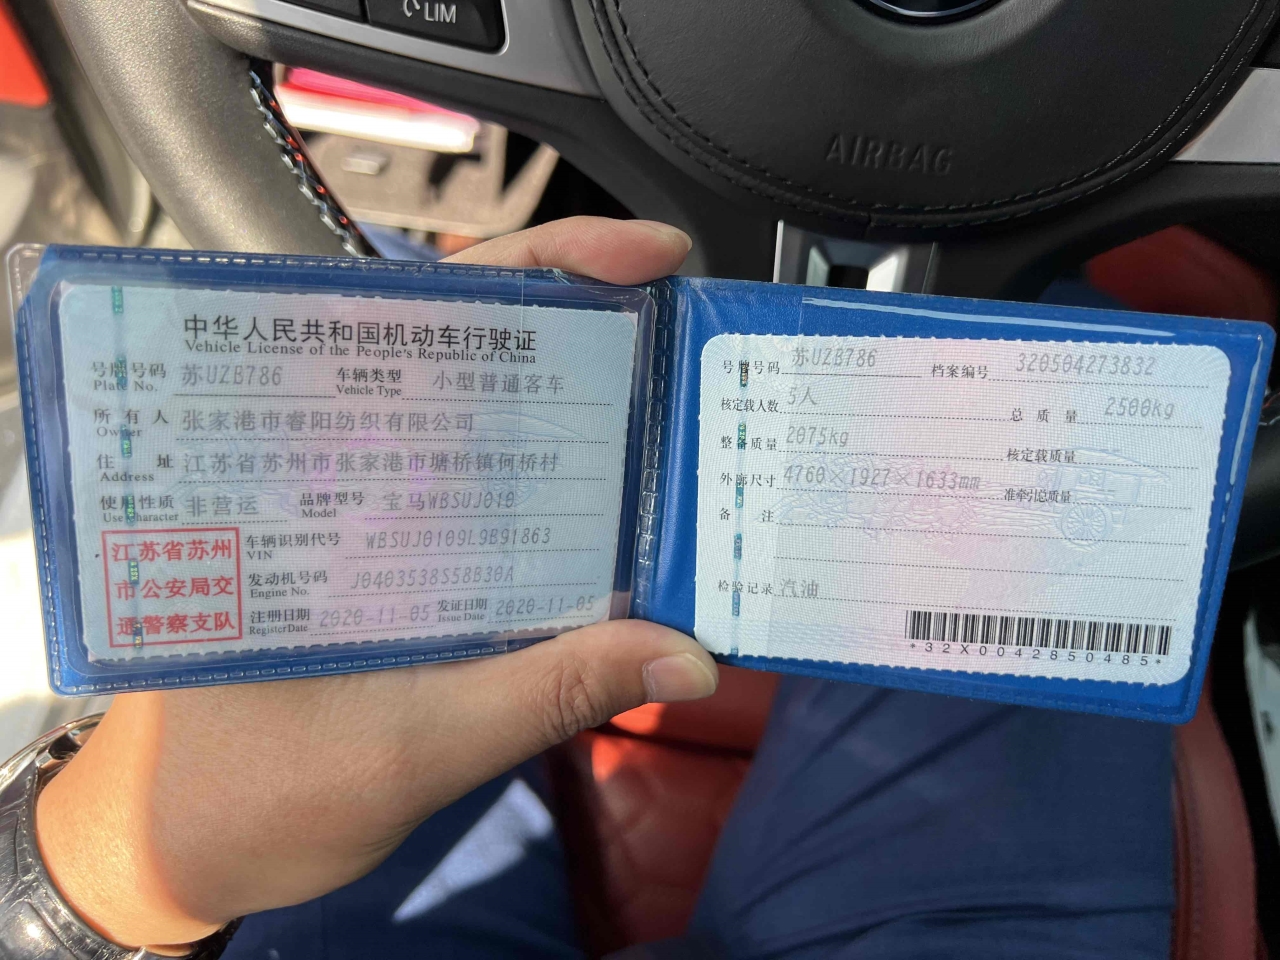 LIM
AIRBAG
中华人民共和国机动车行驶证
Vehicle License of the People's Republic of China
号牌号码 苏UZB786 车辆类型 小型普通客车
Plate No. Vehicle Type
所有人 张家港市睿阳纺织有限公司
Owner
住址 江苏省苏州市张家港市塘桥镇何桥村
Address
使用性质 非营运 品牌型号 宝马WBSUJ010
Use Character Model
江苏省苏州
市公安局交
通警察支队
车辆识别代号 WBSUJ0109L9B91863
VIN
发动机号码 J0403538S58B30A
Engine No.
注册日期 2020-11-05 发证日期 2020-11-05
Register Date Issue Date
号牌号码 苏UZB786 档案编号 320504273832
核定载人数 5人 总质量 2500kg
整备质量 2075kg 核定载质量
外廓尺寸 4760×1927×1633mm 准牵引总质量
备注
检验记录 汽油
*32X0042850485*